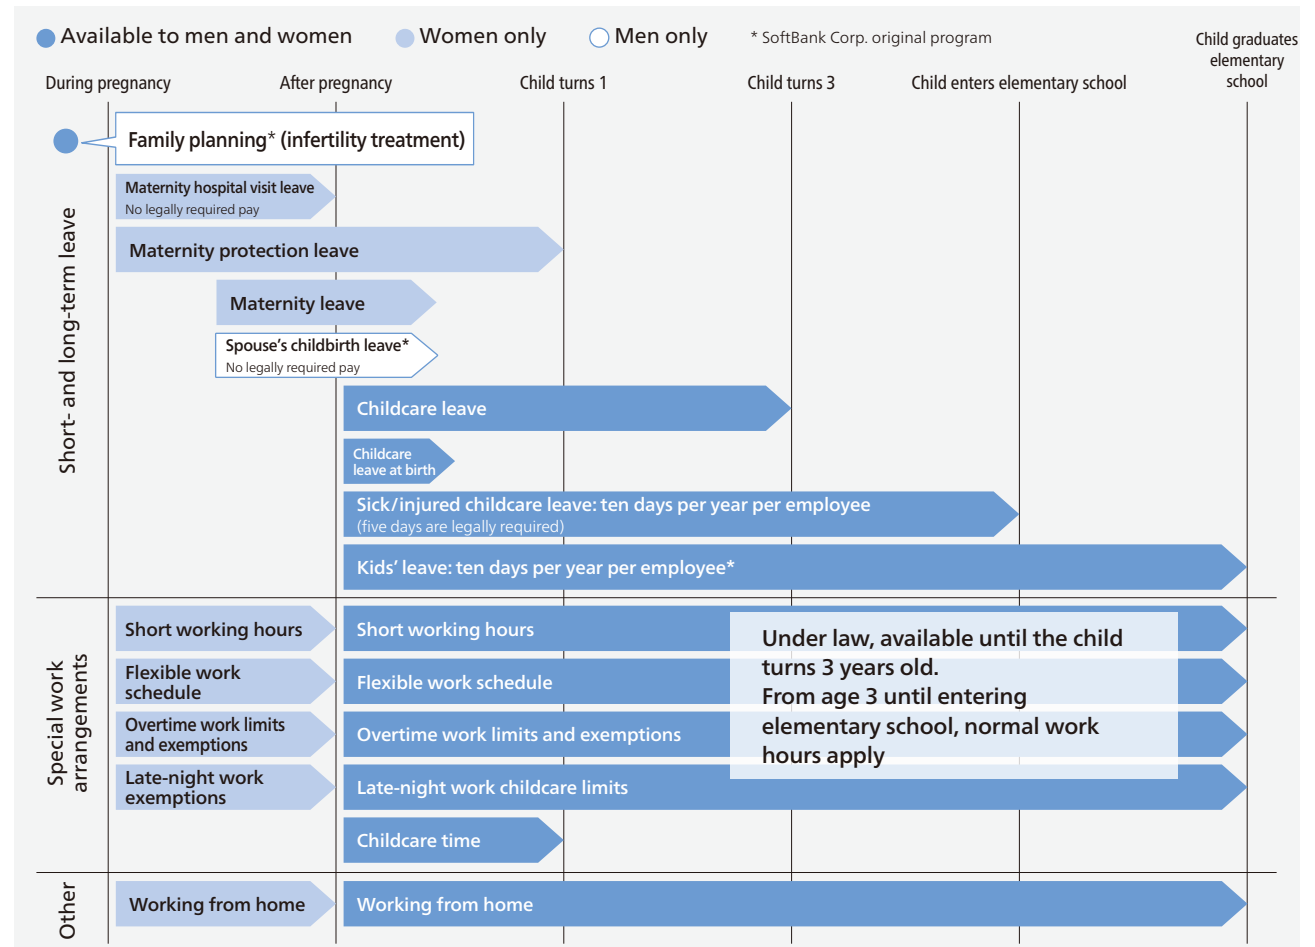 Available to men and women
Women only
Men only
* SoftBank Corp. original program
During pregnancy
After pregnancy
Child turns 1
Child turns 3
Child enters elementary school
Child graduates
elementary
school
Short- and long-term leave
Family planning* (infertility treatment)
Maternity hospital visit leave
No legally required pay
Maternity protection leave
Maternity leave
Spouse's childbirth leave*
No legally required pay
Childcare leave
Childcare
leave at birth
Sick/injured childcare leave: ten days per year per employee
(five days are legally required)
Kids' leave: ten days per year per employee*
Special work
arrangements
Short working hours
Short working hours
Flexible work
schedule
Flexible work schedule
Overtime work limits
and exemptions
Overtime work limits and exemptions
Late-night work
exemptions
Late-night work childcare limits
Under law, available until the child
turns 3 years old.
From age 3 until entering
elementary school, normal work
hours apply
Childcare time
Other
Working from home
Working from home